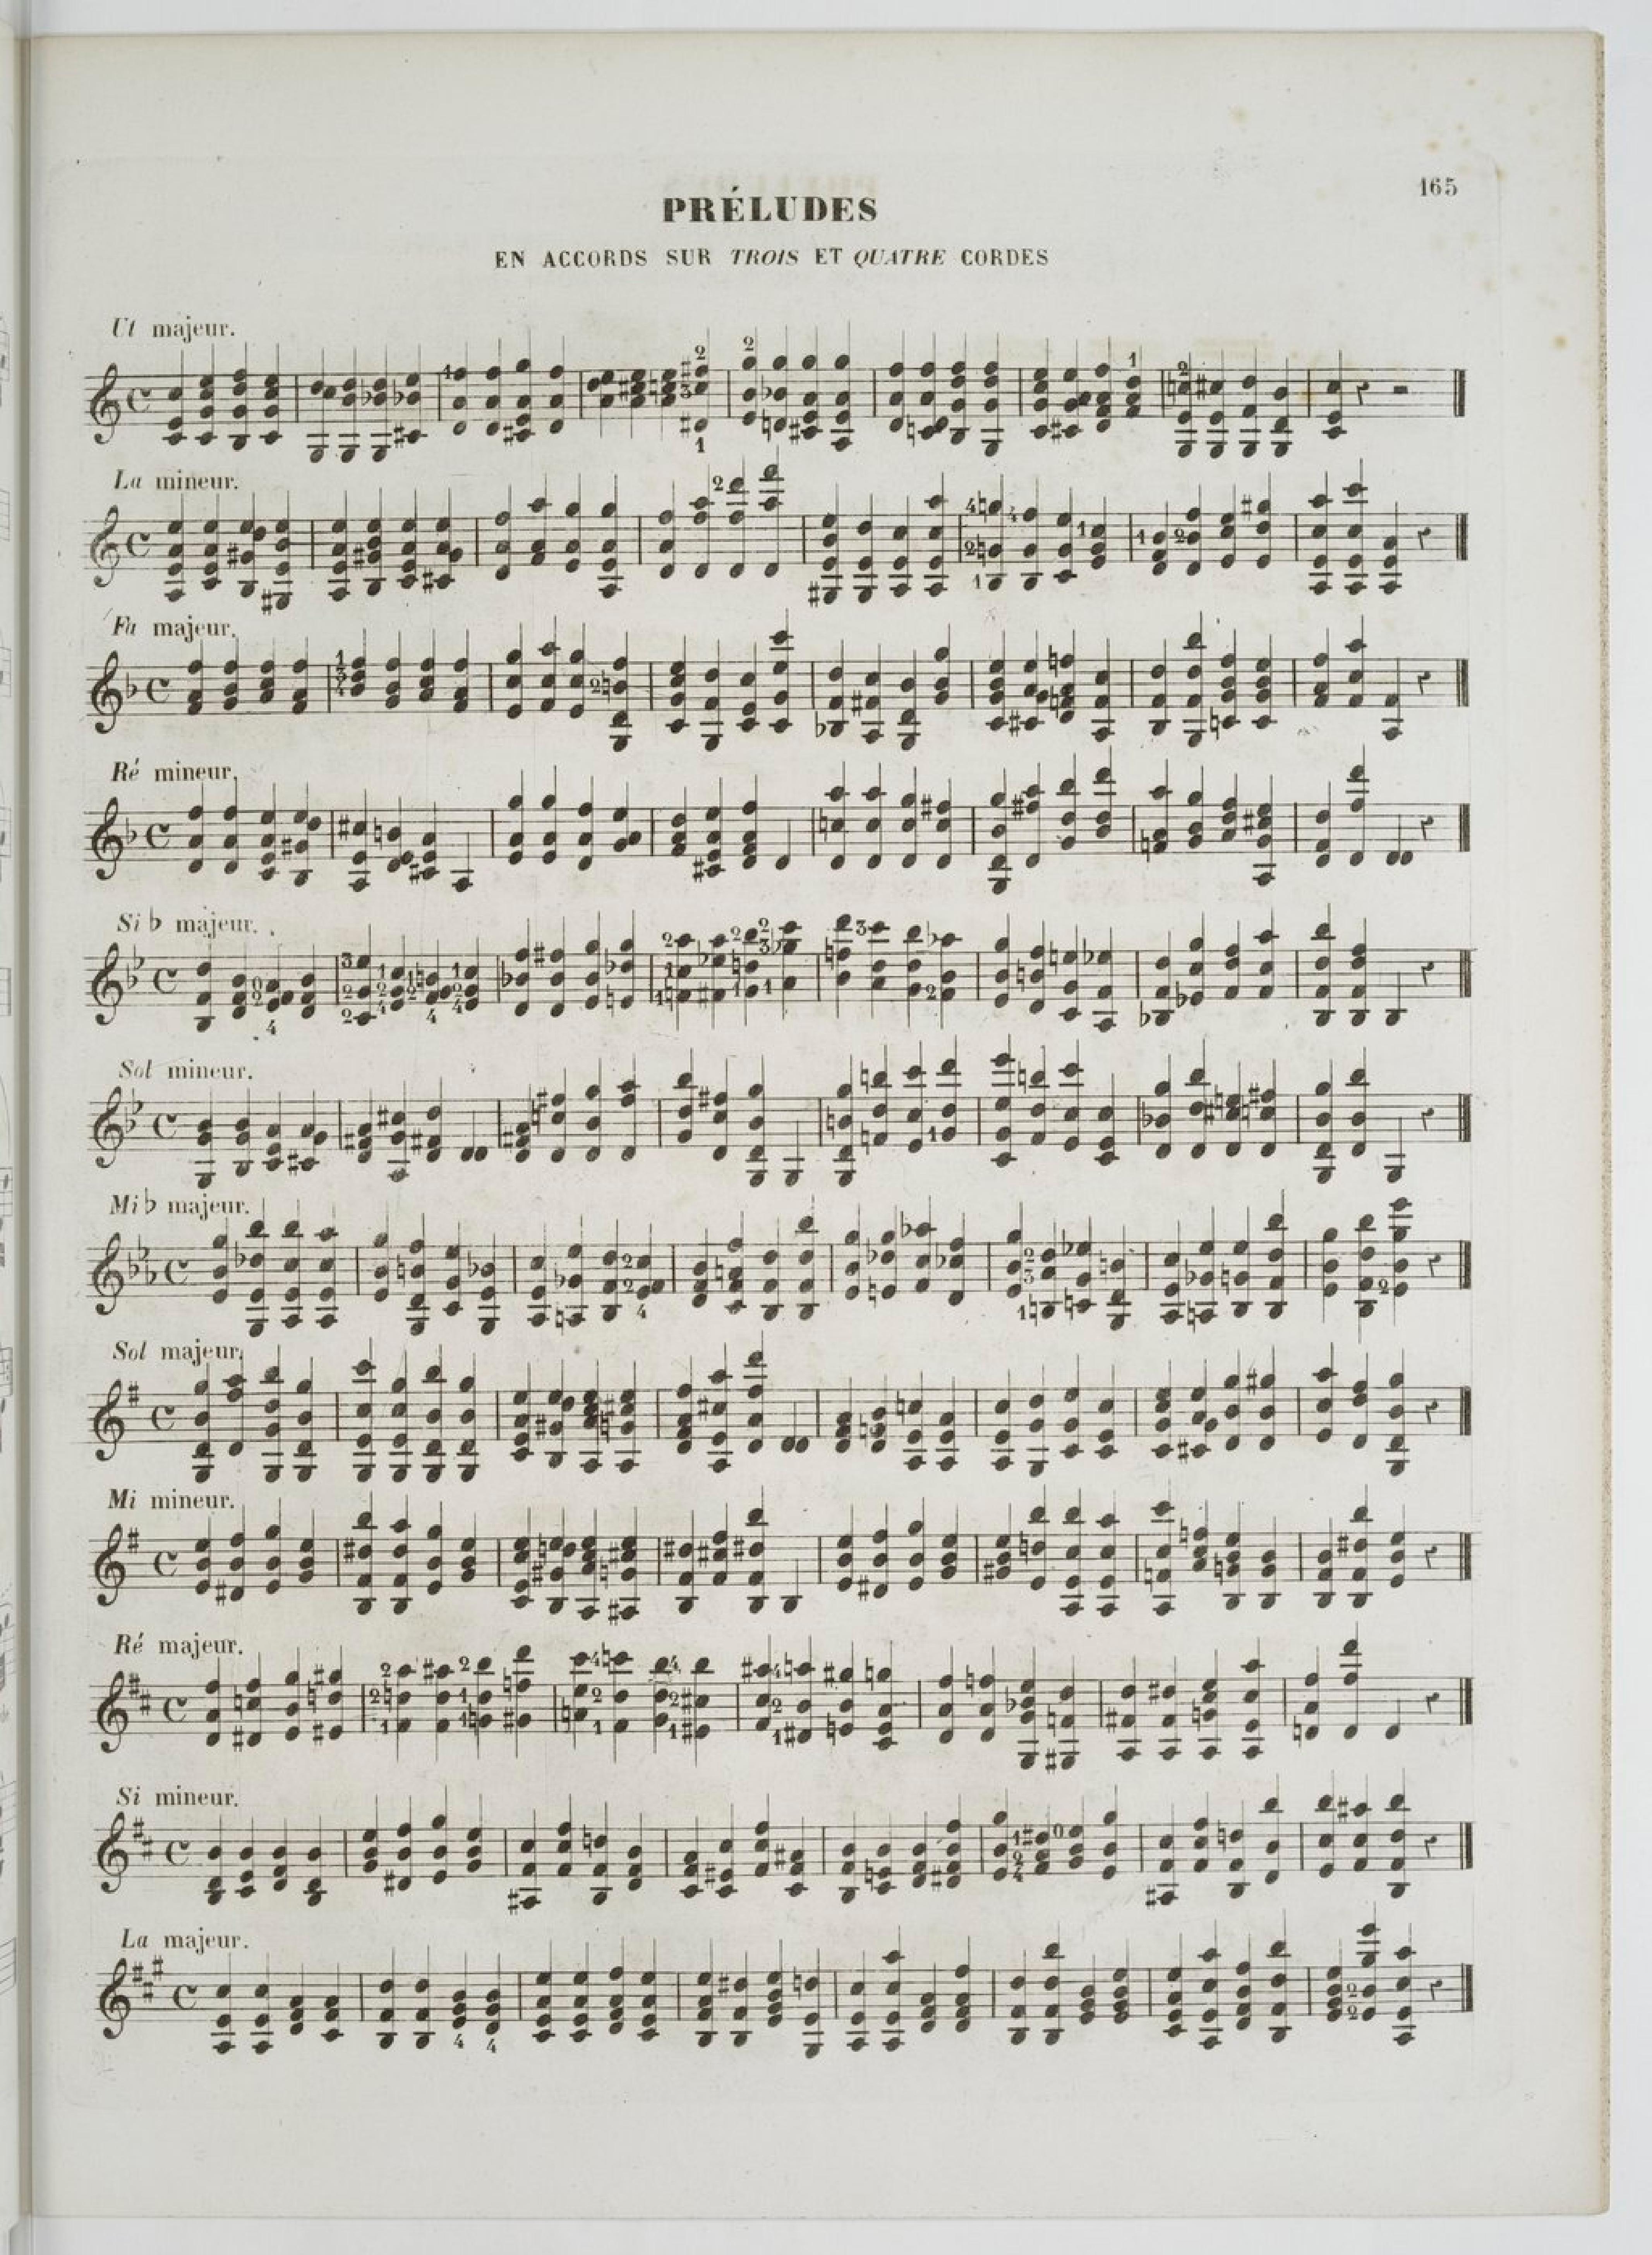 165
PRÉLUDES
EN ACCORDS SUR TROIS ET QUATRE CORDES
Ut majeur.
La mineur.
Fa majeur.
Ré mineur.
Si♭ majeur.
Sol mineur.
Mi♭ majeur.
Sol majeur.
Mi mineur.
Ré majeur.
Si mineur.
La majeur.